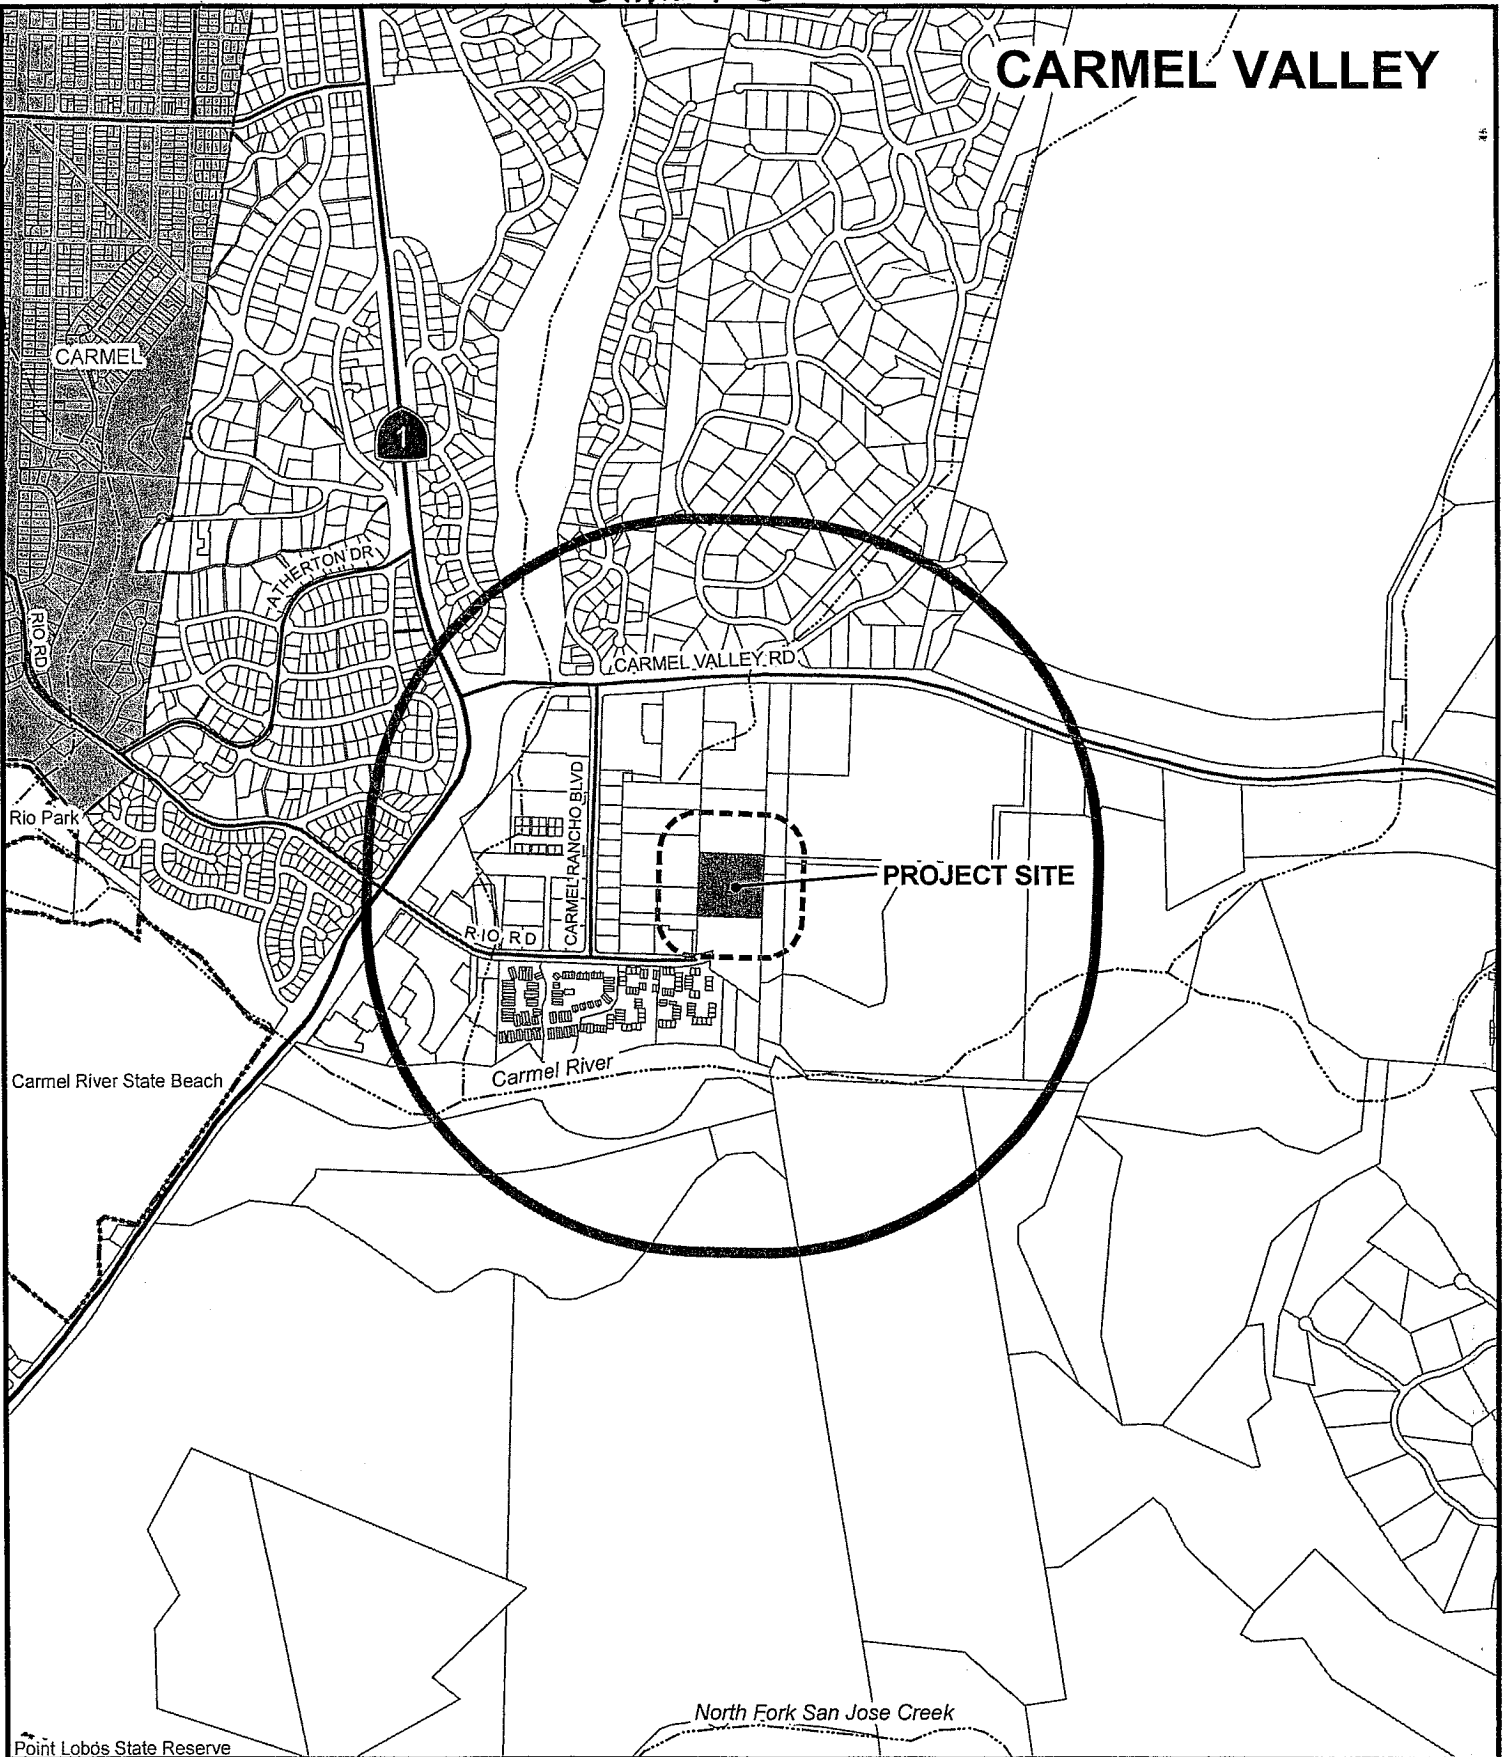 CARMEL VALLEY
CARMEL
1
ATHERTON DR
RIO RD
CARMEL VALLEY RD
CARMEL RANCHO BLVD
Rio Park
PROJECT SITE
RIO RD
Carmel River
Carmel River State Beach
North Fork San Jose Creek
Point Lobos State Reserve